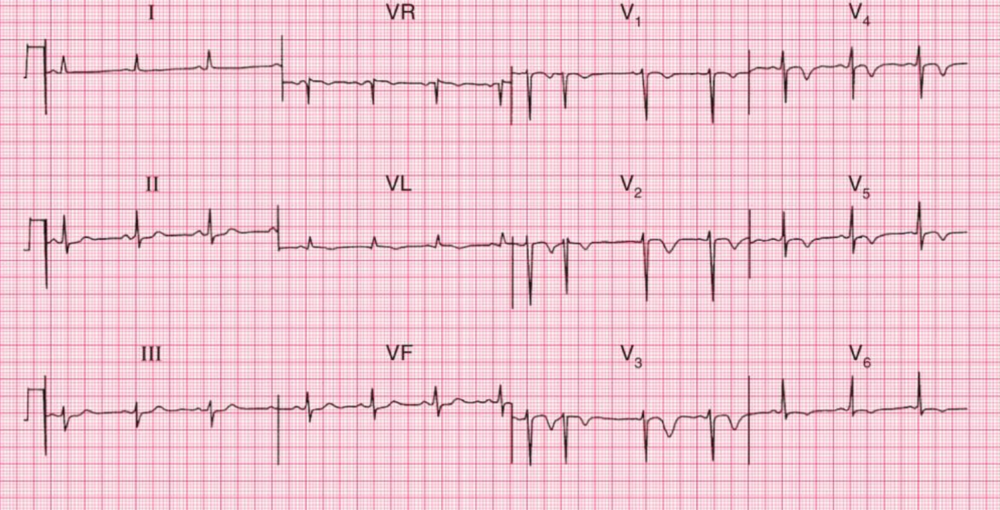 I VR V₁ V₄
II VL V₂ V₅
III VF V₃ V₆